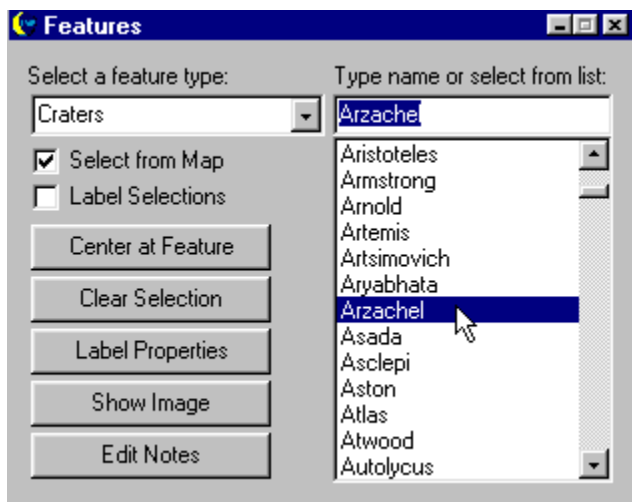 Features
Select a feature type:
Craters
Select from Map
Label Selections
Center at Feature
Clear Selection
Label Properties
Show Image
Edit Notes
Type name or select from list:
Arzachel
Aristoteles
Armstrong
Arnold
Artemis
Artsimovich
Aryabhata
Arzachel
Asada
Asclepi
Aston
Atlas
Atwood
Autolycus